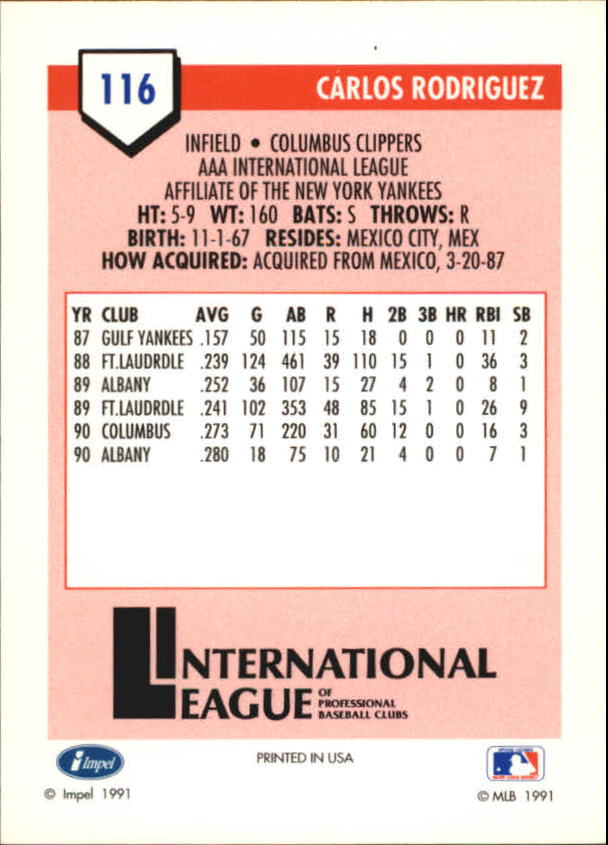 116
CARLOS RODRIGUEZ
INFIELD • COLUMBUS CLIPPERS
AAA INTERNATIONAL LEAGUE
AFFILIATE OF THE NEW YORK YANKEES
HT: 5-9 WT: 160 BATS: S THROWS: R
BIRTH: 11-1-67 RESIDES: MEXICO CITY, MEX
HOW ACQUIRED: ACQUIRED FROM MEXICO, 3-20-87
YR CLUB AVG G AB R H 2B 3B HR RBI SB
87 GULF YANKEES .157 50 115 15 18 0 0 0 11 2
88 FT.LAUDRDLE .239 124 461 39 110 15 1 0 36 3
89 ALBANY .252 36 107 15 27 4 2 0 8 1
89 FT.LAUDRDLE .241 102 353 48 85 15 1 0 26 9
90 COLUMBUS .273 71 220 31 60 12 0 0 16 3
90 ALBANY .280 18 75 10 21 4 0 0 7 1
INTERNATIONAL
LEAGUE
OF
PROFESSIONAL
BASEBALL CLUBS
Impel
PRINTED IN USA
© Impel 1991
© MLB 1991